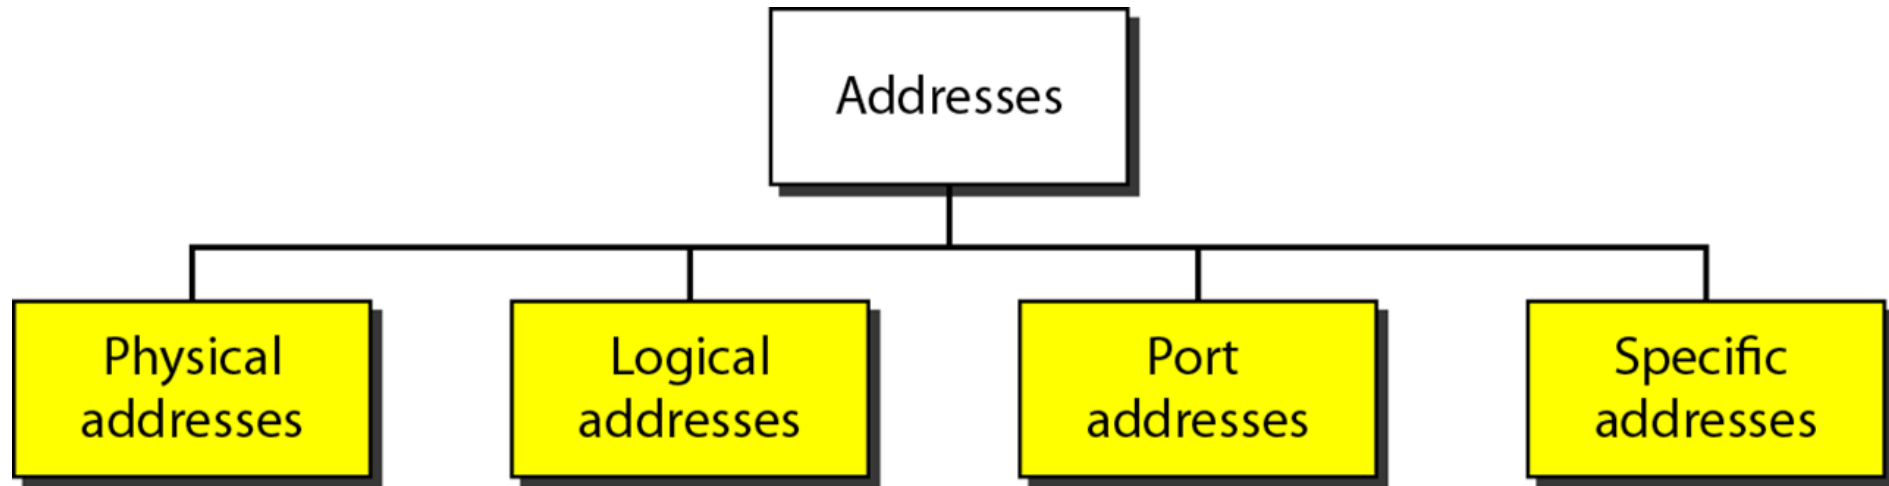 Addresses
Physical
addresses
Logical
addresses
Port
addresses
Specific
addresses